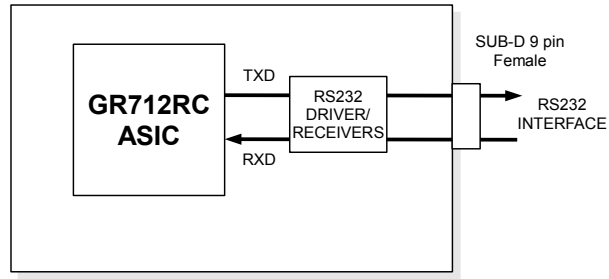 SUB-D 9 pin
Female
TXD
GR712RC
ASIC
RS232
DRIVER/
RECEIVERS
RS232
INTERFACE
RXD